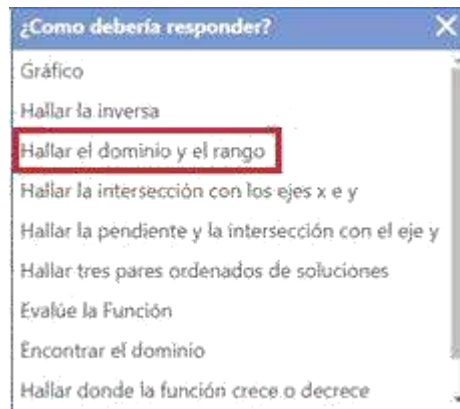 ¿Como debería responder?
Gráfico
Hallar la inversa
Hallar el dominio y el rango
Hallar la intersección con los ejes x e y
Hallar la pendiente y la intersección con el eje y
Hallar tres pares ordenados de soluciones
Evalúe la Función
Encontrar el dominio
Hallar donde la función crece o decrece